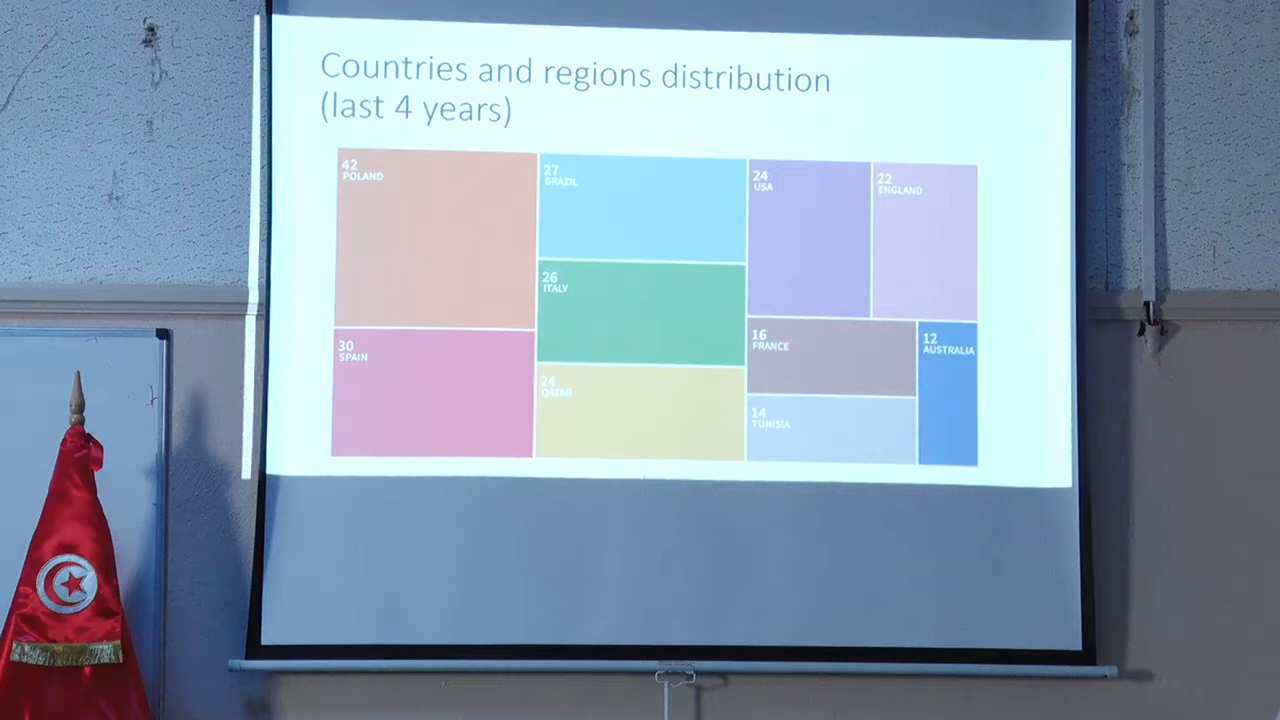 Countries and regions distribution
(last 4 years)
42
POLAND
30
SPAIN
27
BRAZIL
26
ITALY
24
QATAR
24
USA
22
ENGLAND
16
FRANCE
14
TUNISIA
12
AUSTRALIA